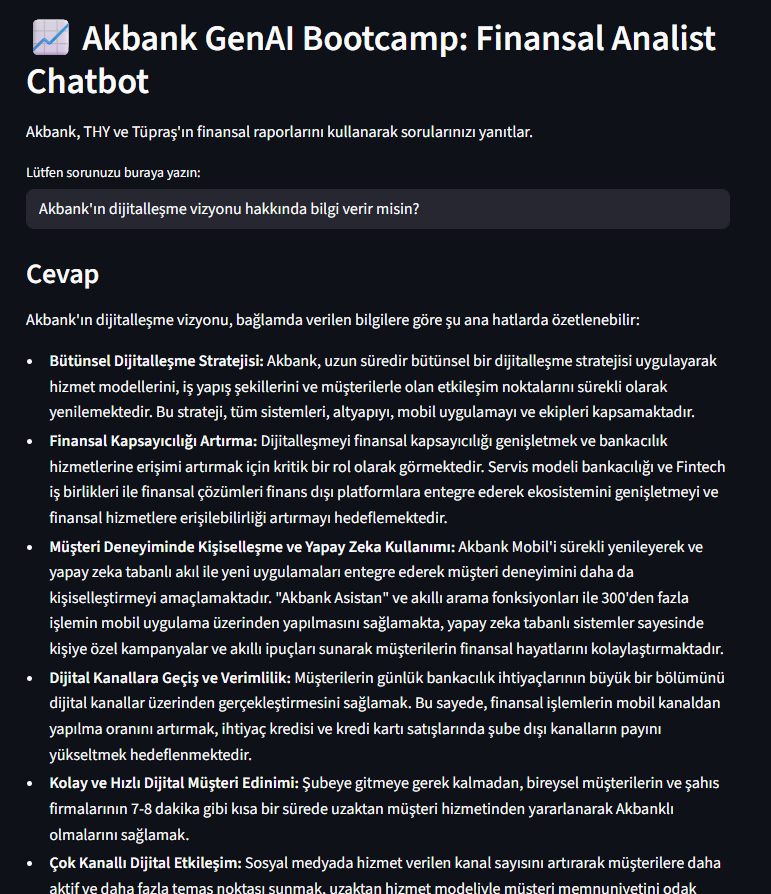 Akbank GenAI Bootcamp: Finansal Analist
Chatbot
Akbank, THY ve Tüpraş'ın finansal raporlarını kullanarak sorularınızı yanıtlar.
Lütfen sorunuzu buraya yazın:
Akbank'ın dijitalleşme vizyonu hakkında bilgi verir misin?
Cevap
Akbank'ın dijitalleşme vizyonu, bağlamda verilen bilgilere göre şu ana hatlarda özetlenebilir:
• Bütünsel Dijitalleşme Stratejisi: Akbank, uzun süredir bütünsel bir dijitalleşme stratejisi uygulayarak
hizmet modellerini, iş yapış şekillerini ve müşterilerle olan etkileşim noktalarını sürekli olarak
yenilemektedir. Bu strateji, tüm sistemleri, altyapıyı, mobil uygulamayı ve ekipleri kapsamaktadır.
• Finansal Kapsayıcılığı Artırma: Dijitalleşmeyi finansal kapsayıcılığı genişletmek ve bankacılık
hizmetlerine erişimi artırmak için kritik bir rol olarak görmektedir. Servis modeli bankacılığı ve Fintech
iş birlikleri ile finansal çözümleri finans dışı platformlara entegre ederek ekosistemini genişletmeyi ve
finansal hizmetlere erişilebilirliği artırmayı hedeflemektedir.
• Müşteri Deneyiminde Kişiselleşme ve Yapay Zeka Kullanımı: Akbank Mobil'i sürekli yenileyerek ve
yapay zeka tabanlı akıl ile yeni uygulamaları entegre ederek müşteri deneyimini daha da
kişiselleştirmeyi amaçlamaktadır. "Akbank Asistan" ve akıllı arama fonksiyonları ile 300'den fazla
işlemin mobil uygulama üzerinden yapılmasını sağlamakta, yapay zeka tabanlı sistemler sayesinde
kişiye özel kampanyalar ve akıllı ipuçları sunarak müşterilerin finansal hayatlarını kolaylaştırmaktadır.
• Dijital Kanallara Geçiş ve Verimlilik: Müşterilerin günlük bankacılık ihtiyaçlarının büyük bir bölümünü
dijital kanallar üzerinden gerçekleştirmesini sağlamak. Bu sayede, finansal işlemlerin mobil kanaldan
yapılma oranını artırmak, ihtiyaç kredisi ve kredi kartı satışlarında şube dışı kanalların payını
yükseltmek hedeflenmektedir.
• Kolay ve Hızlı Dijital Müşteri Edinimi: Şubeye gitmeye gerek kalmadan, bireysel müşterilerin ve şahıs
firmalarının 7-8 dakika gibi kısa bir sürede uzaktan müşteri hizmetinden yararlanarak Akbanklı
olmalarını sağlamak.
• Çok Kanallı Dijital Etkileşim: Sosyal medyada hizmet verilen kanal sayısını artırarak müşterilere daha
aktif ve daha fazla temas noktası sunmak, uzaktan hizmet modeliyle müşteri memnuniyetini odak